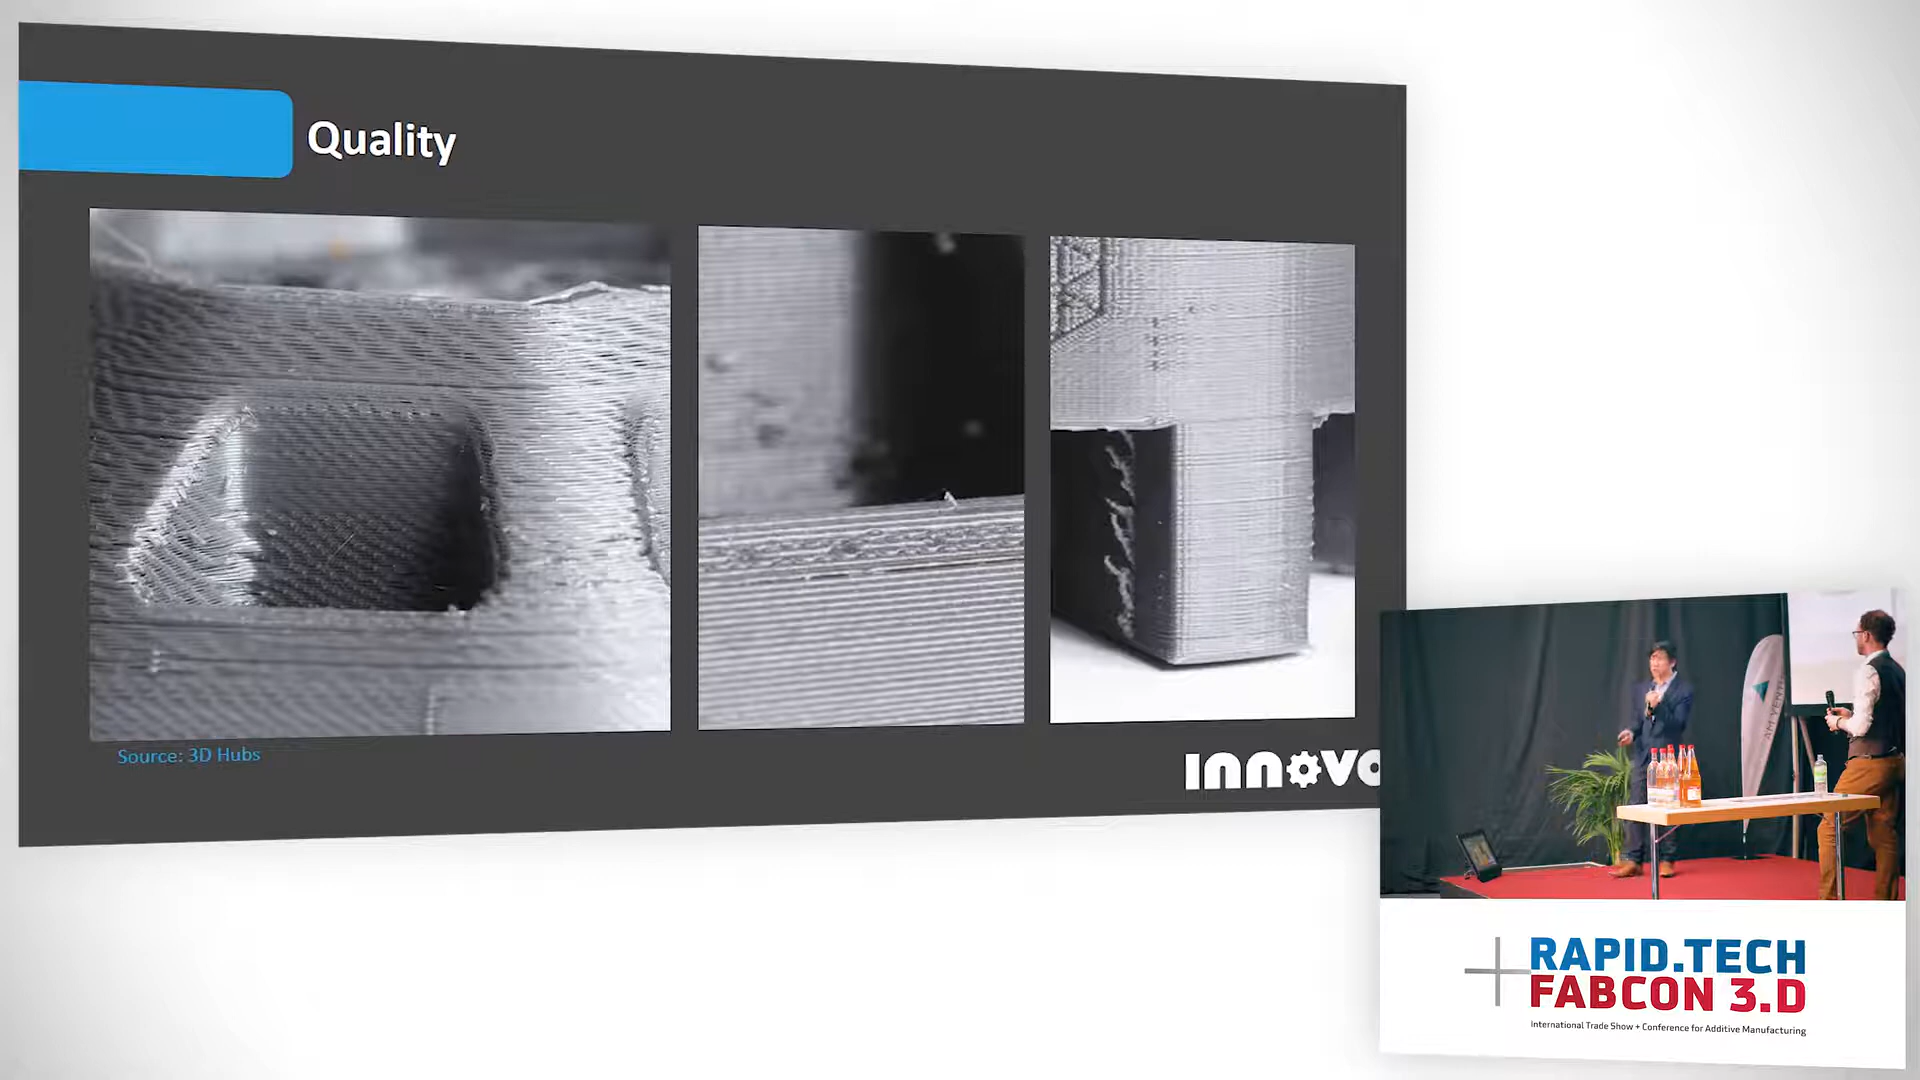 Quality
Source: 3D Hubs
INNOVA
RAPID.TECH
FABCON 3.D
International Trade Show + Conference for Additive Manufacturing